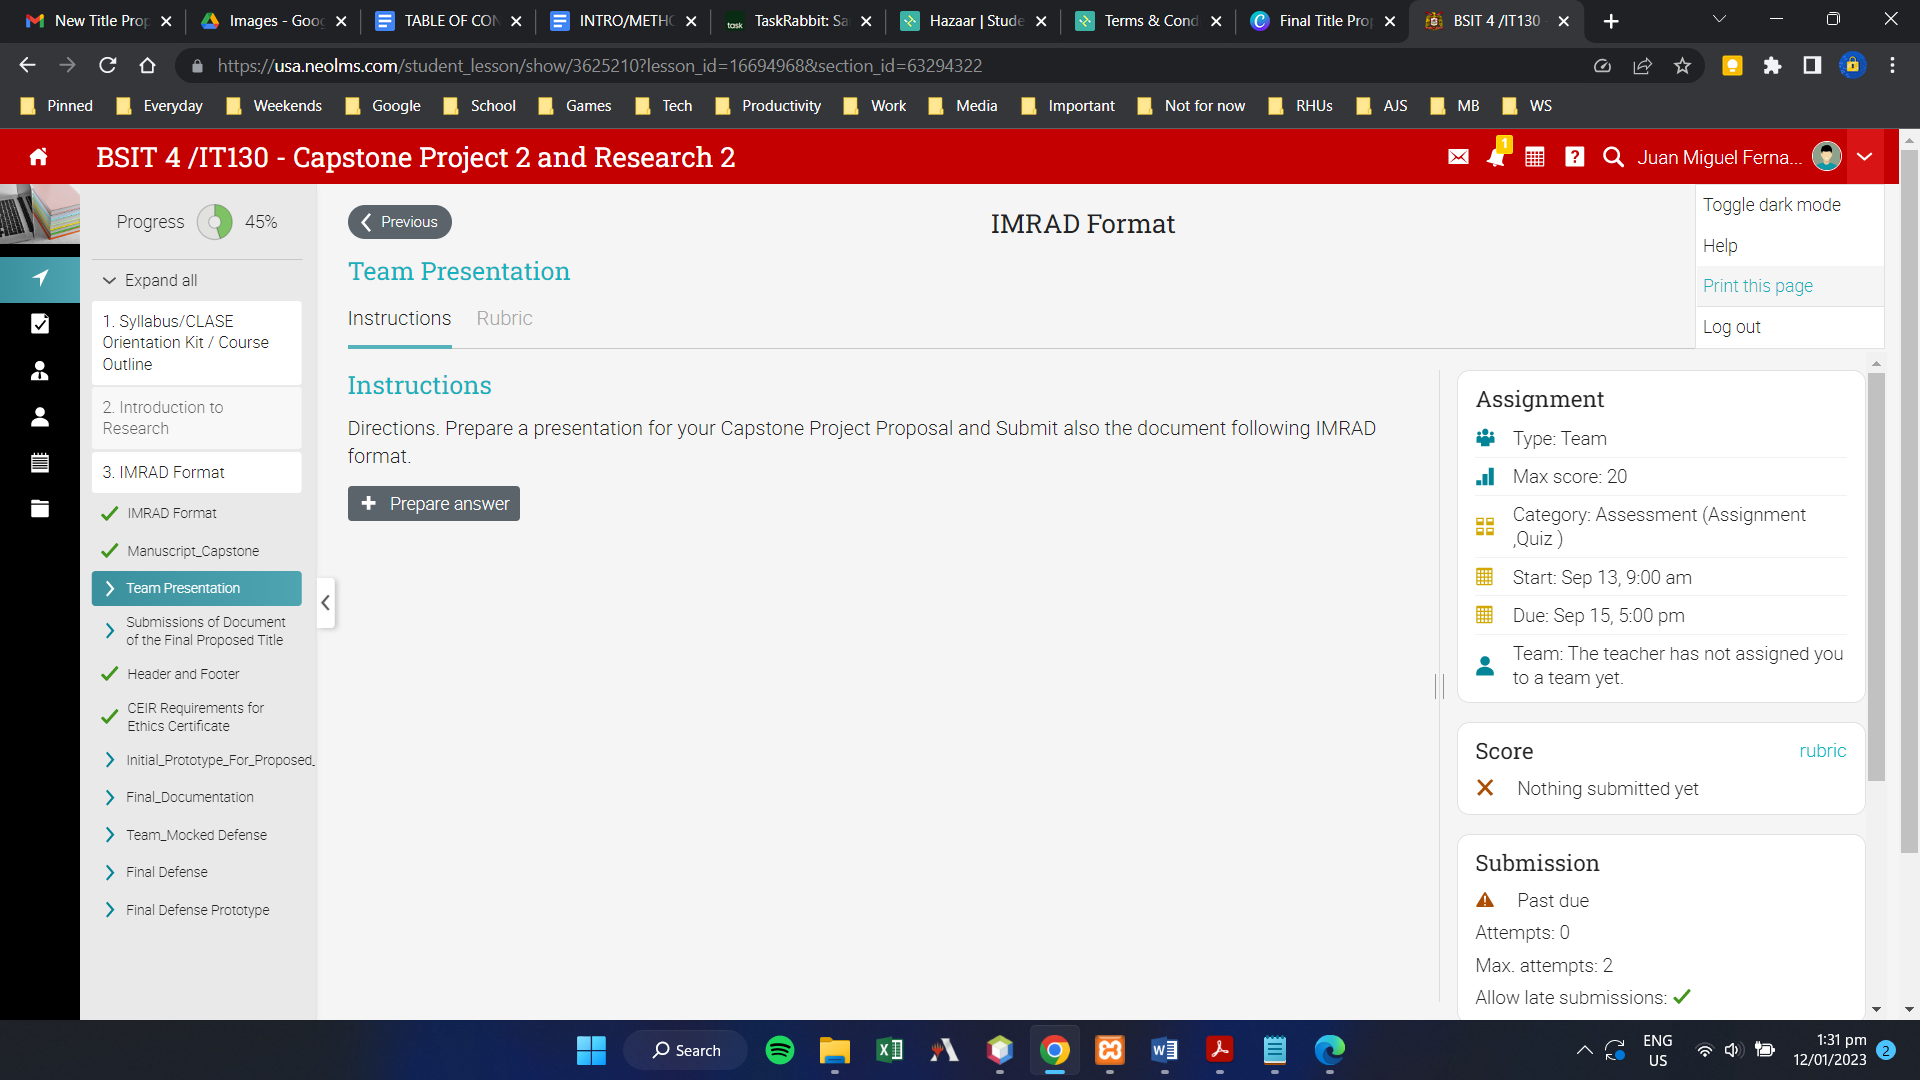 New Title Prop
Images - Goog
TABLE OF CON
INTRO/METHO
task
TaskRabbit: Sa
Hazaar | Stude
Terms & Cond
Final Title Prop
BSIT 4 /IT130 -
https://usa.neolms.com/student_lesson/show/3625210?lesson_id=16694968&section_id=63294322
Pinned
Everyday
Weekends
Google
School
Games
Tech
Productivity
Work
Media
Important
Not for now
RHUs
AJS
MB
WS
BSIT 4 /IT130 - Capstone Project 2 and Research 2
1
Juan Miguel Ferna...
Toggle dark mode
Help
Print this page
Log out
Progress
45%
Expand all
1. Syllabus/CLASE
Orientation Kit / Course
Outline
2. Introduction to
Research
3. IMRAD Format
IMRAD Format
Manuscript_Capstone
Team Presentation
Submissions of Document
of the Final Proposed Title
Header and Footer
CEIR Requirements for
Ethics Certificate
Initial_Prototype_For_Proposed_
Final_Documentation
Team_Mocked Defense
Final Defense
Final Defense Prototype
Previous
IMRAD Format
Team Presentation
Instructions
Rubric
Instructions
Directions. Prepare a presentation for your Capstone Project Proposal and Submit also the document following IMRAD
format.
Prepare answer
Assignment
Type: Team
Max score: 20
Category: Assessment (Assignment
,Quiz )
Start: Sep 13, 9:00 am
Due: Sep 15, 5:00 pm
Team: The teacher has not assigned you
to a team yet.
Score
rubric
Nothing submitted yet
Submission
Past due
Attempts: 0
Max. attempts: 2
Allow late submissions:
Search
ENG
US
1:31 pm
12/01/2023
2